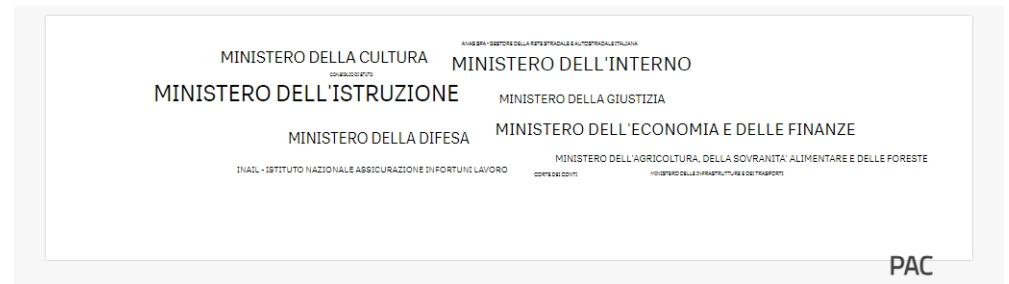 ANAS SPA - GESTORE DELLA RETE STRADALE E AUTOSTRADALE ITALIANA
MINISTERO DELLA CULTURA
MINISTERO DELL'INTERNO
CONSIGLIO DI STATO
MINISTERO DELL'ISTRUZIONE
MINISTERO DELLA GIUSTIZIA
MINISTERO DELL'ECONOMIA E DELLE FINANZE
MINISTERO DELLA DIFESA
MINISTERO DELL'AGRICOLTURA, DELLA SOVRANITA' ALIMENTARE E DELLE FORESTE
INAIL - ISTITUTO NAZIONALE ASSICURAZIONE INFORTUNI LAVORO
CORTE DEI CONTI
MINISTERO DELLE INFRASTRUTTURE E DEI TRASPORTI
PAC